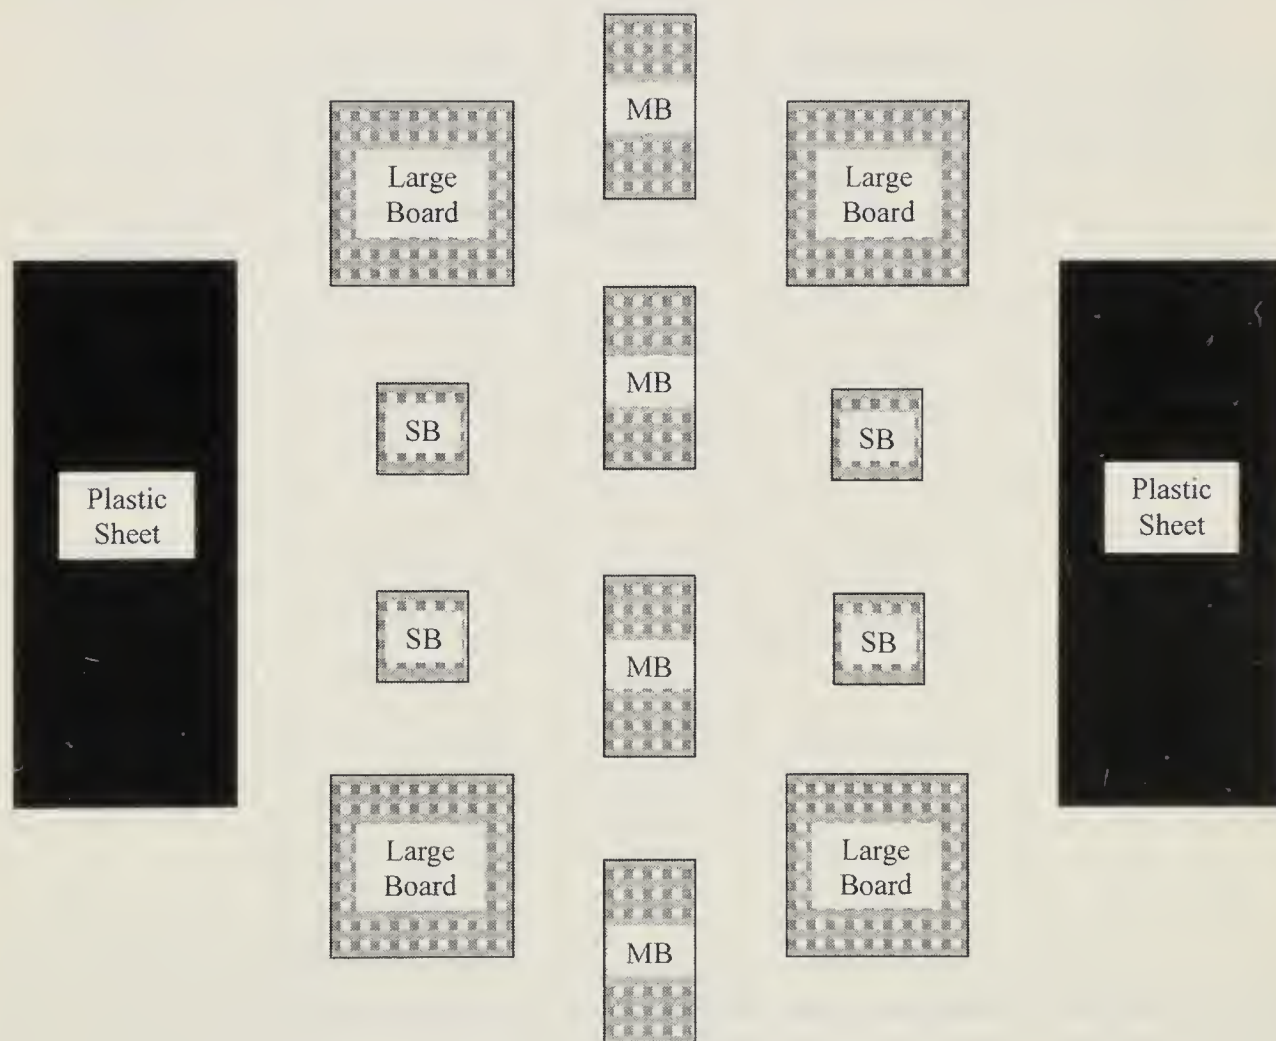 MB
Large
Board
Large
Board
MB
SB
SB
Plastic
Sheet
Plastic
Sheet
SB
SB
MB
Large
Board
Large
Board
MB